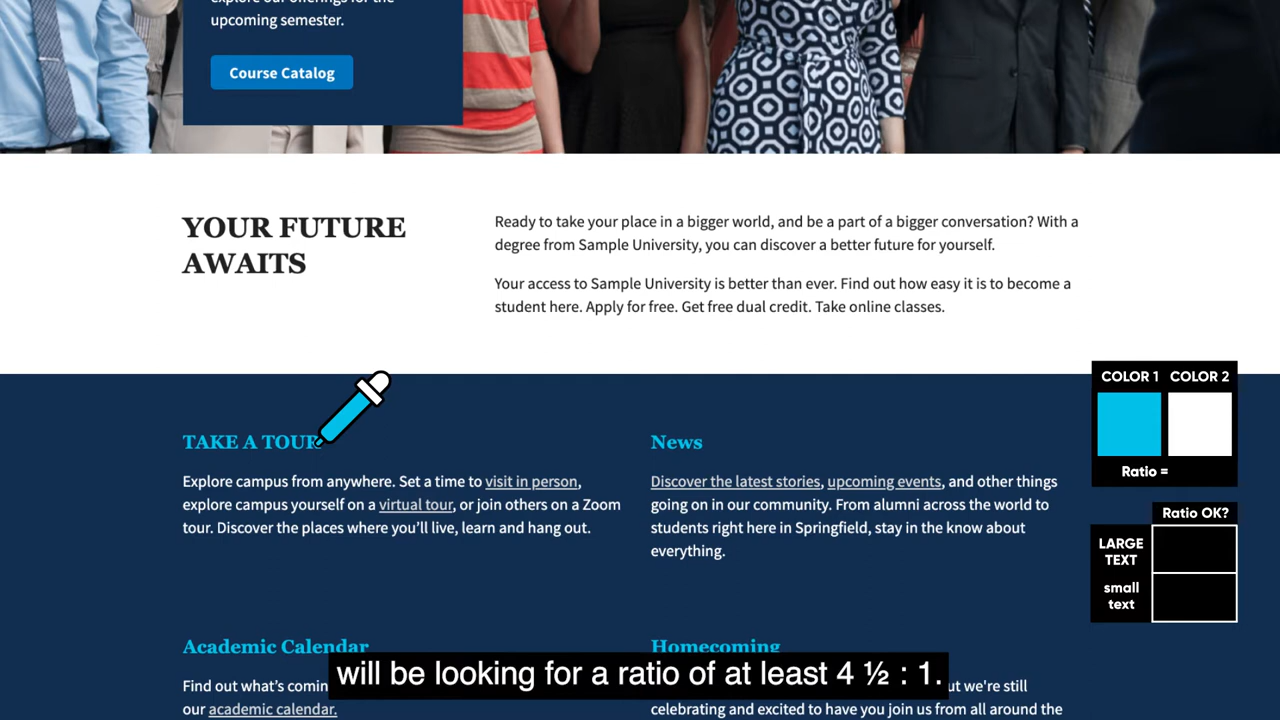 explore our offerings for the
upcoming semester.
Course Catalog
YOUR FUTURE
AWAITS
Ready to take your place in a bigger world, and be a part of a bigger conversation? With a
degree from Sample University, you can discover a better future for yourself.
Your access to Sample University is better than ever. Find out how easy it is to become a
student here. Apply for free. Get free dual credit. Take online classes.
COLOR 1 COLOR 2
Ratio =
Ratio OK?
LARGE
TEXT
small
text
TAKE A TOUR
Explore campus from anywhere. Set a time to visit in person,
explore campus yourself on a virtual tour, or join others on a Zoom
tour. Discover the places where you’ll live, learn and hang out.
News
Discover the latest stories, upcoming events, and other things
going on in our community. From alumni across the world to
students right here in Springfield, stay in the know about
everything.
Academic Calendar
Find out what’s comin
our academic calendar.
Homecoming
ut we're still
celebrating and excited to have you join us from all around the
will be looking for a ratio of at least 4 ½ : 1.